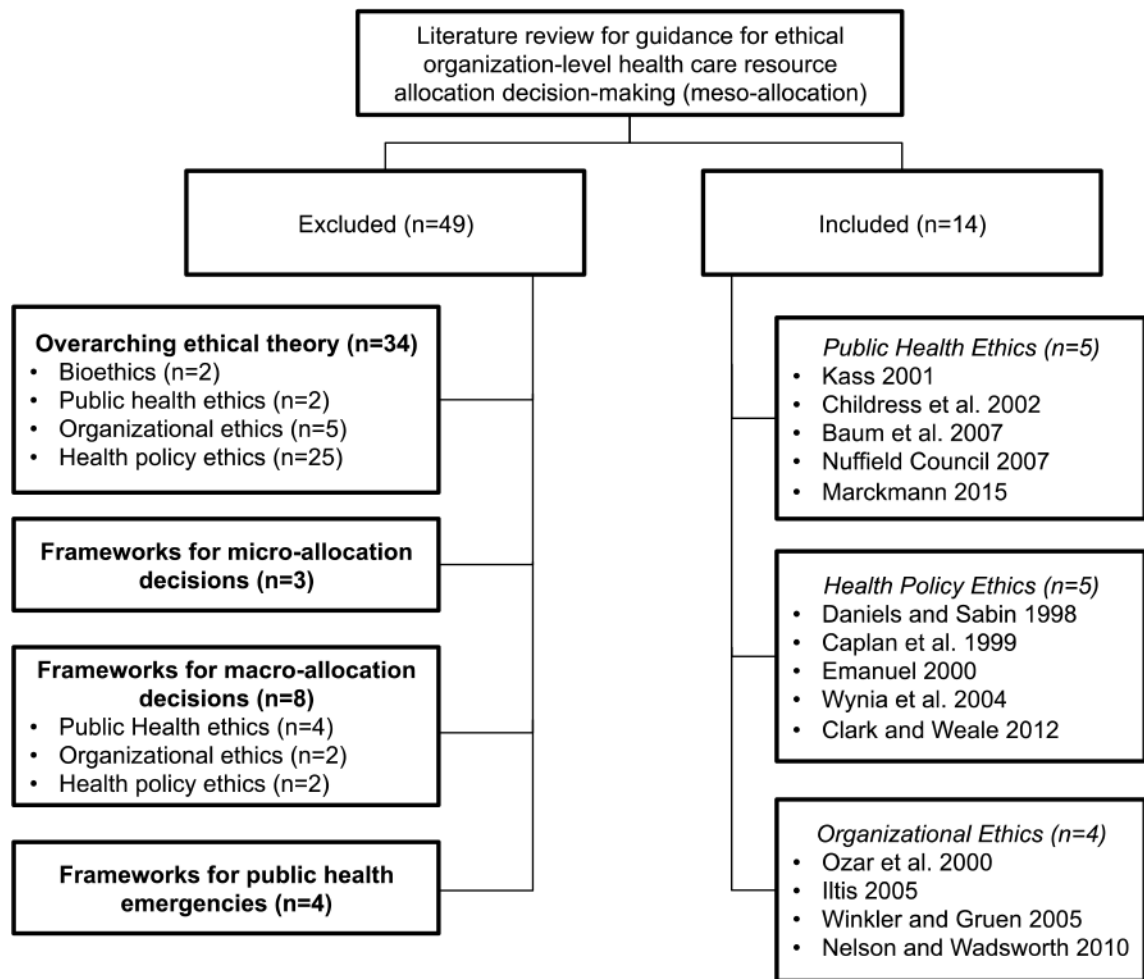 Literature review for guidance for ethical
organization-level health care resource
allocation decision-making (meso-allocation)
Excluded (n=49)
Included (n=14)
Overarching ethical theory (n=34)
• Bioethics (n=2)
• Public health ethics (n=2)
• Organizational ethics (n=5)
• Health policy ethics (n=25)
Frameworks for micro-allocation
decisions (n=3)
Frameworks for macro-allocation
decisions (n=8)
• Public Health ethics (n=4)
• Organizational ethics (n=2)
• Health policy ethics (n=2)
Frameworks for public health
emergencies (n=4)
Public Health Ethics (n=5)
• Kass 2001
• Childress et al. 2002
• Baum et al. 2007
• Nuffield Council 2007
• Marckmann 2015
Health Policy Ethics (n=5)
• Daniels and Sabin 1998
• Caplan et al. 1999
• Emanuel 2000
• Wynia et al. 2004
• Clark and Weale 2012
Organizational Ethics (n=4)
• Ozar et al. 2000
• Iltis 2005
• Winkler and Gruen 2005
• Nelson and Wadsworth 2010